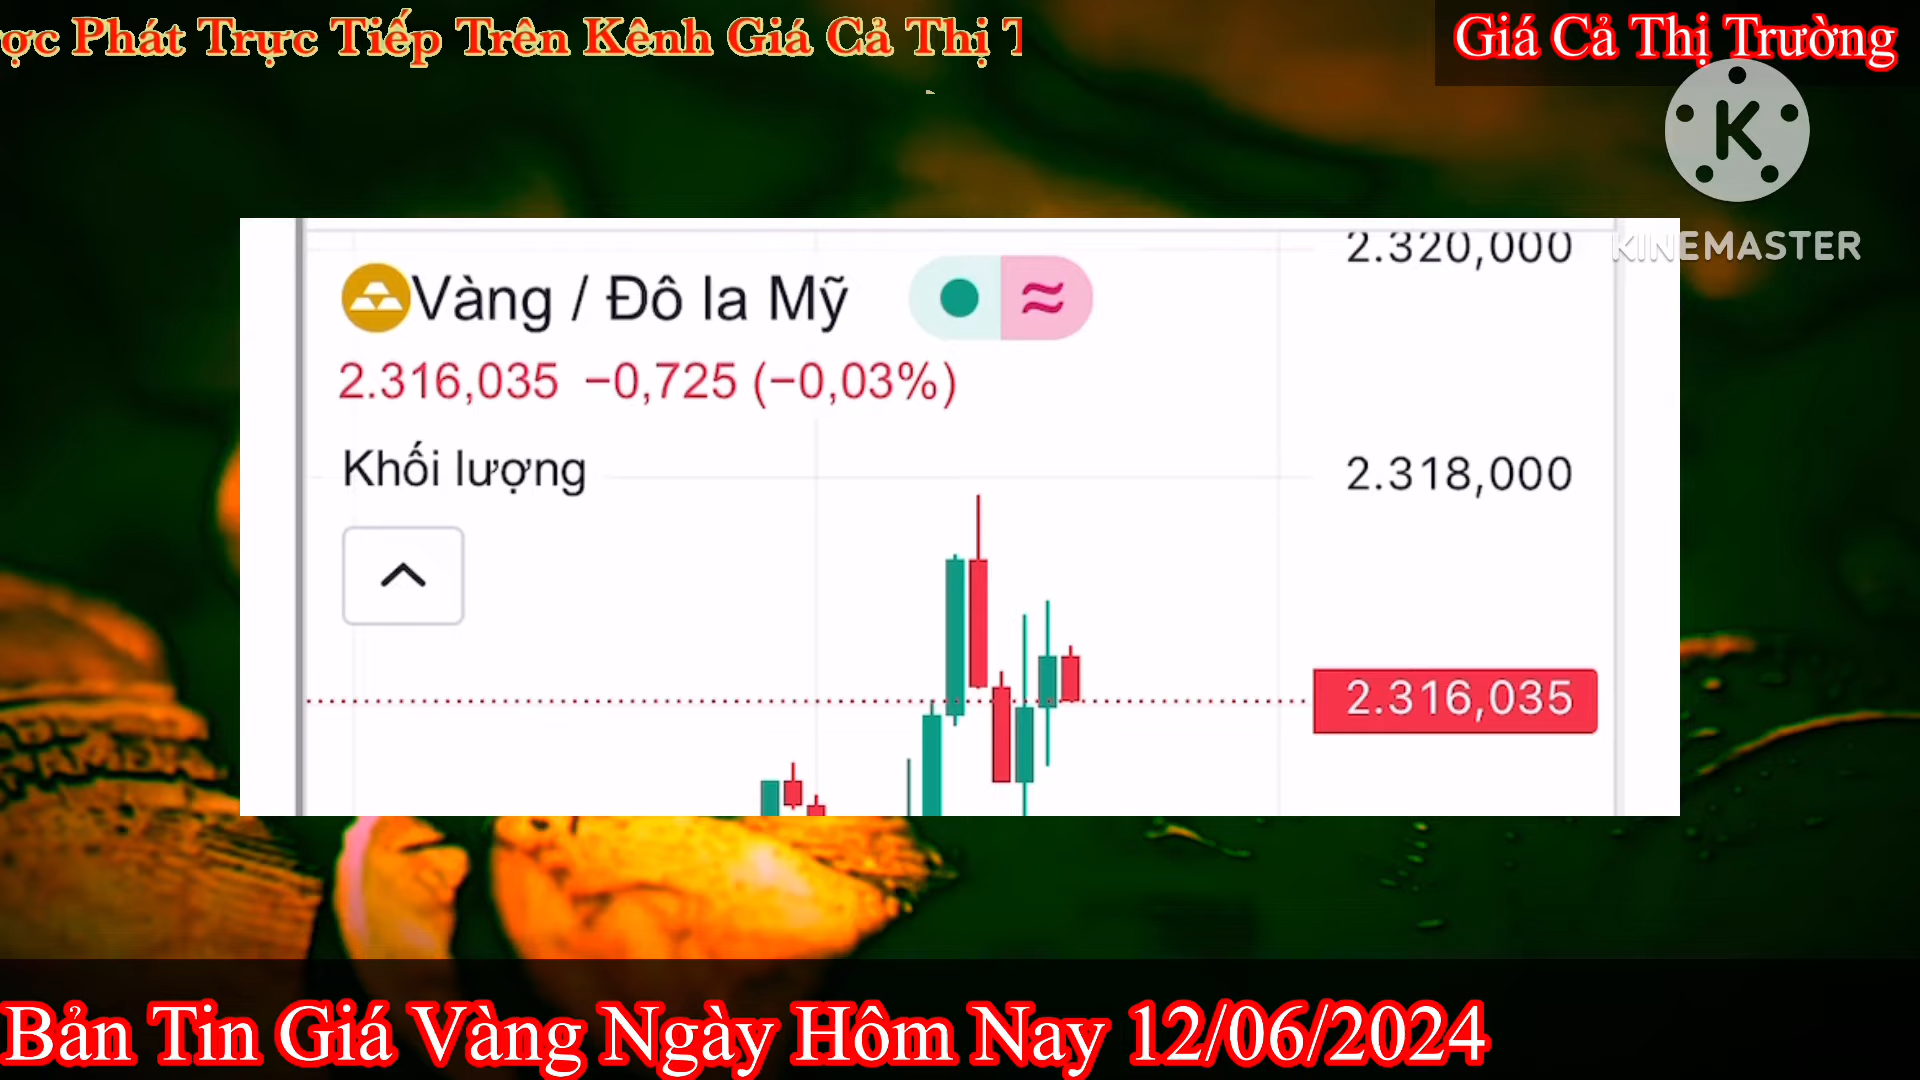 Phát Trực Tiếp Trên Kênh Giá Cả Thị
Giá Cả Thị Trường
K
KINEMASTER
2.320,000
Vàng / Đô la Mỹ
2.316,035 −0,725 (−0,03%)
Khối lượng
2.318,000
2.316,035
Bản Tin Giá Vàng Ngày Hôm Nay 12/06/2024